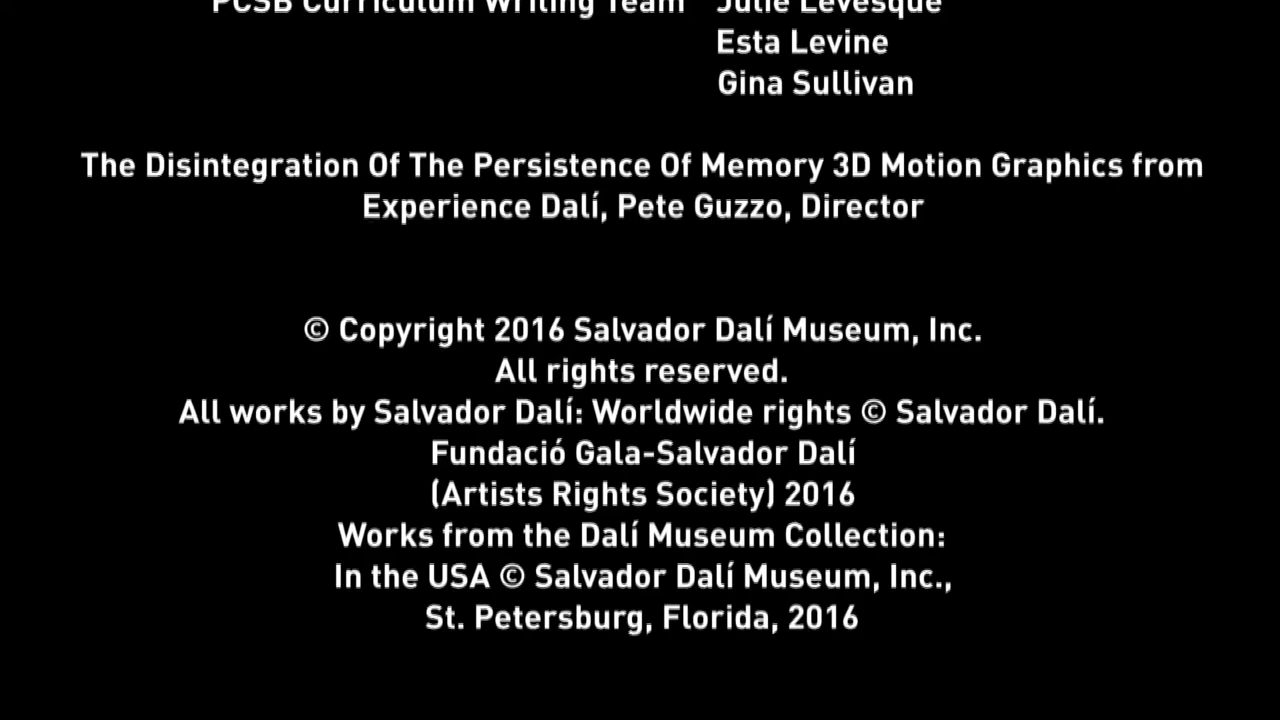 PCSB Curriculum Writing Team Julie Levesque
Esta Levine
Gina Sullivan
The Disintegration Of The Persistence Of Memory 3D Motion Graphics from
Experience Dalí, Pete Guzzo, Director
© Copyright 2016 Salvador Dalí Museum, Inc.
All rights reserved.
All works by Salvador Dalí: Worldwide rights © Salvador Dalí.
Fundació Gala-Salvador Dalí
(Artists Rights Society) 2016
Works from the Dalí Museum Collection:
In the USA © Salvador Dalí Museum, Inc.,
St. Petersburg, Florida, 2016